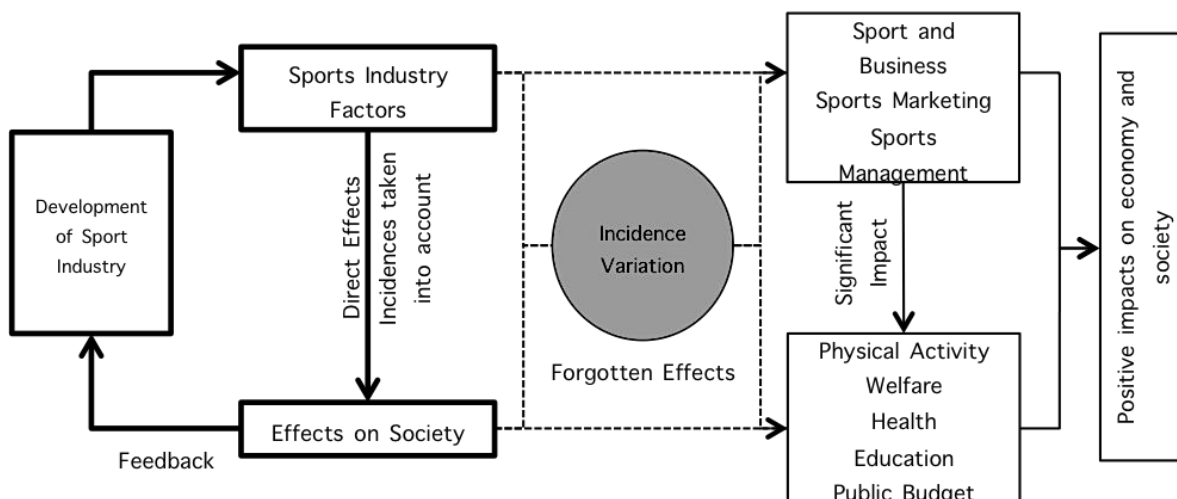 Development
of Sport
Industry
Sports Industry
Factors
Direct Effects
Incidences taken
into account
Effects on Society
Feedback
Incidence
Variation
Forgotten Effects
Sport and
Business
Sports Marketing
Sports
Management
Significant
Impact
Physical Activity
Welfare
Health
Education
Public Budget
Positive impacts on economy and
society